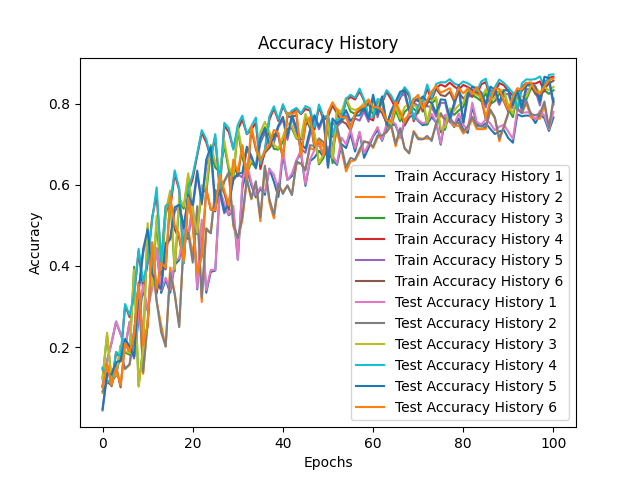 Accuracy History
Accuracy
0.8
0.6
0.4
0.2
Train Accuracy History 1
Train Accuracy History 2
Train Accuracy History 3
Train Accuracy History 4
Train Accuracy History 5
Train Accuracy History 6
Test Accuracy History 1
Test Accuracy History 2
Test Accuracy History 3
Test Accuracy History 4
Test Accuracy History 5
Test Accuracy History 6
0 20 40 60 80 100
Epochs